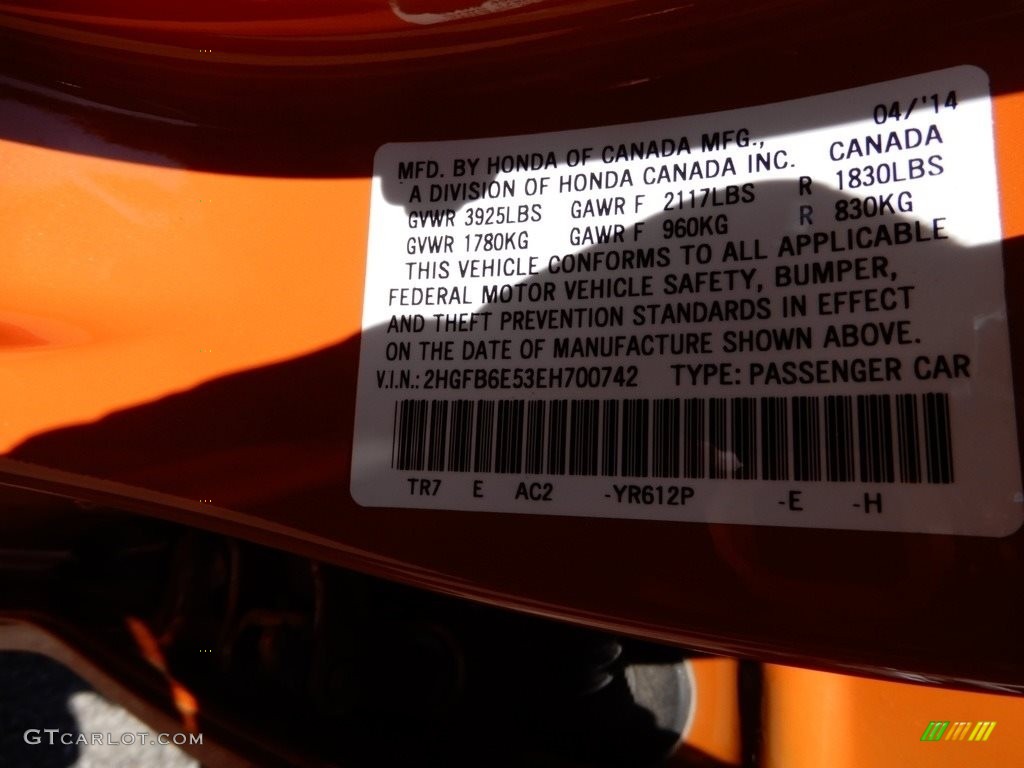 04/'14
MFD. BY HONDA OF CANADA MFG.,
A DIVISION OF HONDA CANADA INC. CANADA
GVWR 3925LBS GAWR F 2117LBS R 1830LBS
GVWR 1780KG GAWR F 960KG R 830KG
THIS VEHICLE CONFORMS TO ALL APPLICABLE
FEDERAL MOTOR VEHICLE SAFETY, BUMPER,
AND THEFT PREVENTION STANDARDS IN EFFECT
ON THE DATE OF MANUFACTURE SHOWN ABOVE.
V.I.N.: 2HGFB6E53EH700742 TYPE: PASSENGER CAR
TR7 E AC2 -YR612P -E -H
GTCARLOT.COM